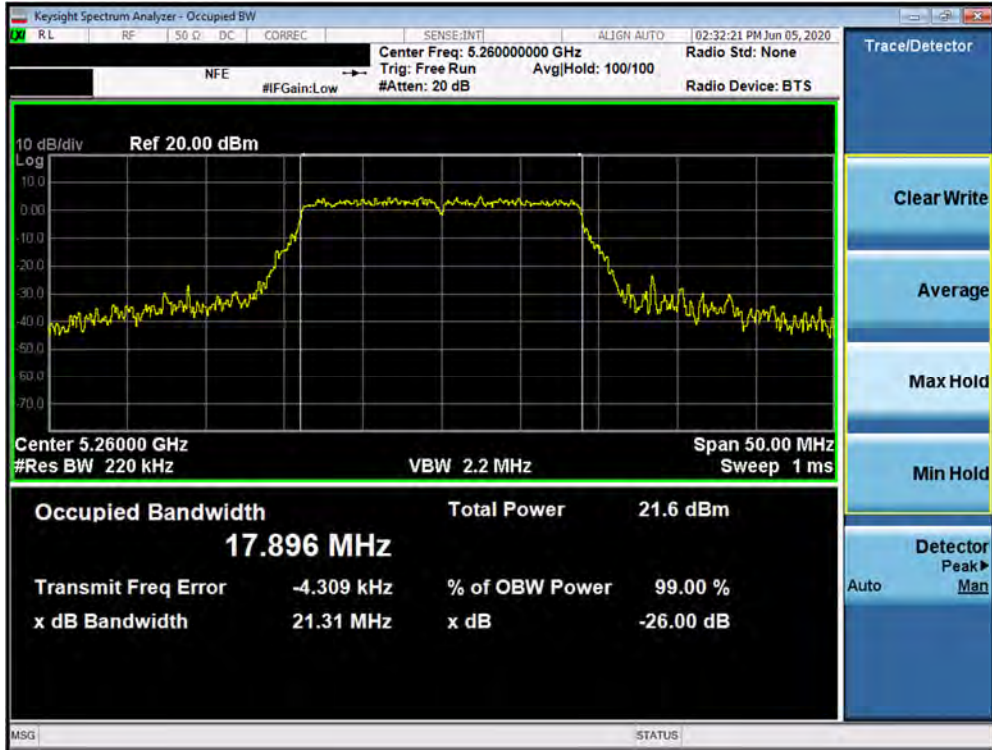 Keysight Spectrum Analyzer - Occupied BW
LXI RL RF 50 Ω DC CORREC SENSE:INT ALIGN AUTO 02:32:21 PM Jun 05, 2020
Center Freq: 5.260000000 GHz Radio Std: None
NFE Trig: Free Run Avg|Hold: 100/100
#IFGain:Low #Atten: 20 dB Radio Device: BTS
10 dB/div Ref 20.00 dBm
Log
10.0
0.00
-10.0
-20.0
-30.0
-40.0
-50.0
-60.0
-70.0
Center 5.26000 GHz Span 50.00 MHz
#Res BW 220 kHz VBW 2.2 MHz Sweep 1 ms
Occupied Bandwidth Total Power 21.6 dBm
17.896 MHz
Transmit Freq Error -4.309 kHz % of OBW Power 99.00 %
x dB Bandwidth 21.31 MHz x dB -26.00 dB
MSG STATUS
Trace/Detector
Clear Write
Average
Max Hold
Min Hold
Detector
Peak▶
Auto Man